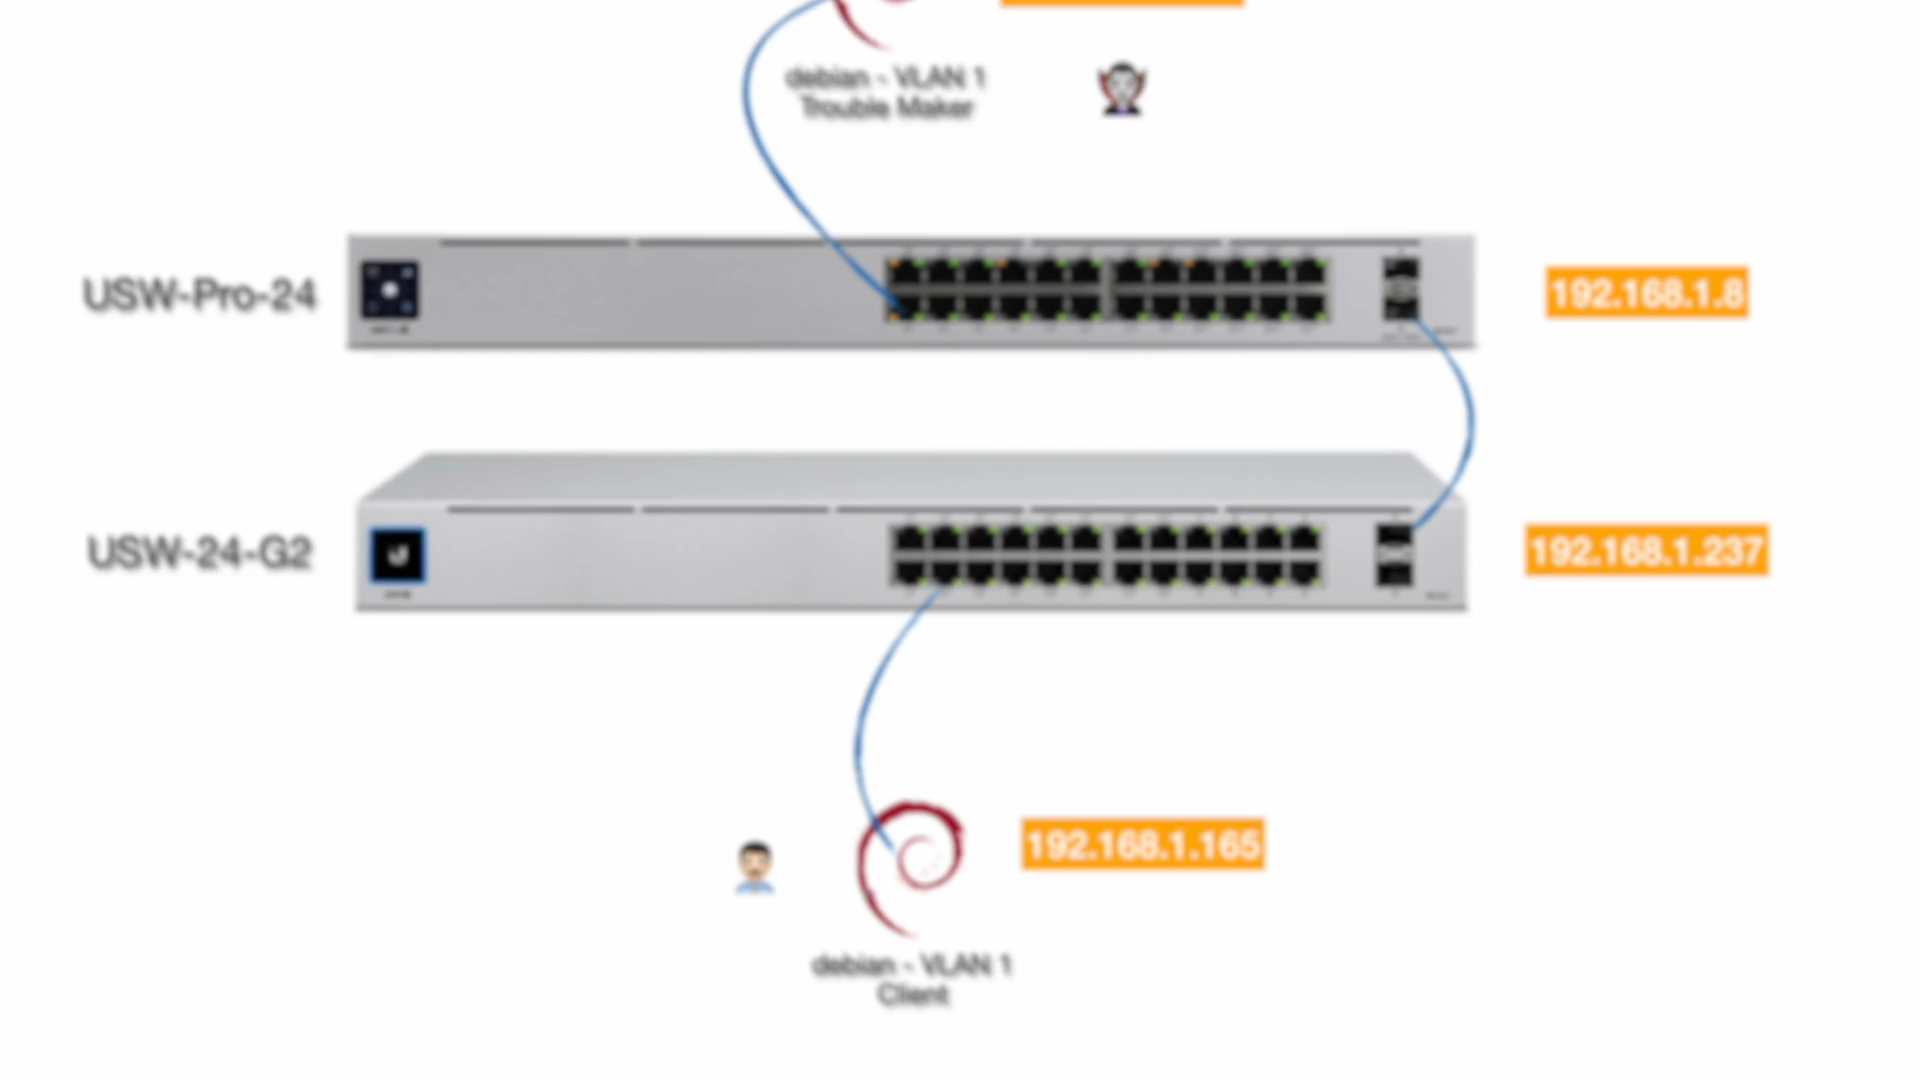 debian - VLAN 1
Trouble Maker
USW-Pro-24
192.168.1.8
USW-24-G2
192.168.1.237
192.168.1.165
debian - VLAN 1
Client